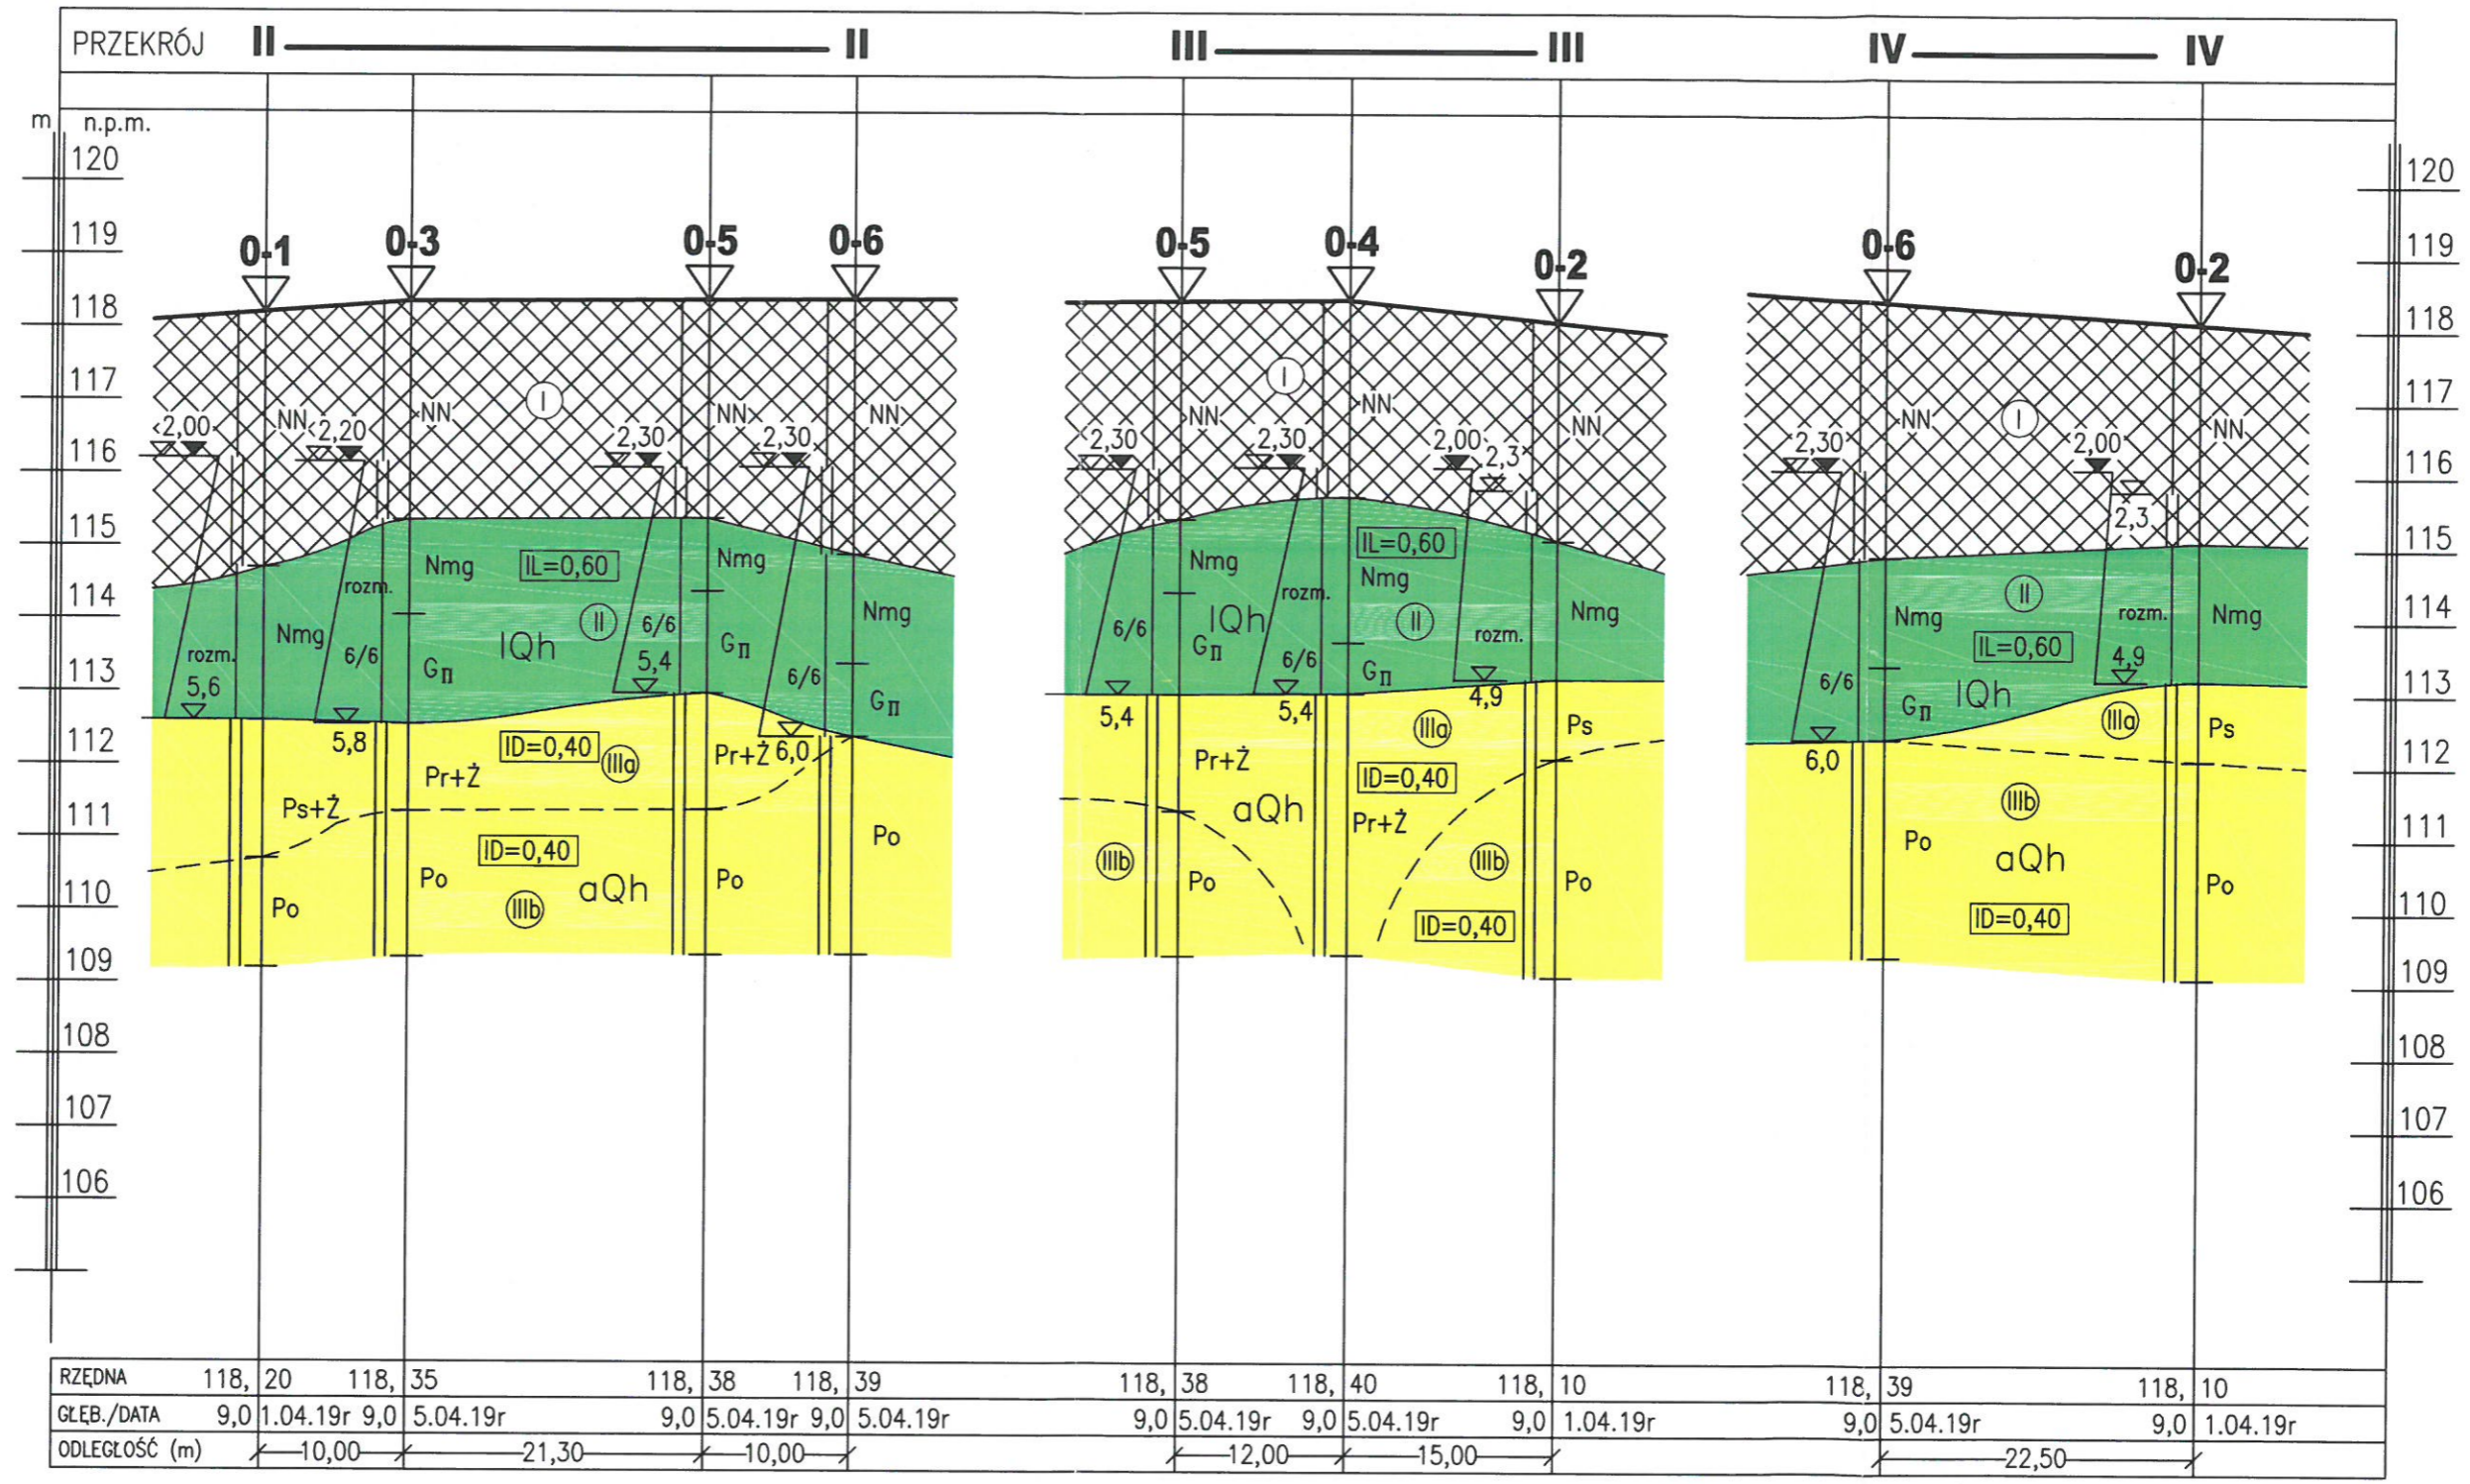 PRZEKRÓJ II II III III IV IV
m n.p.m.
120 120
119 119
0-1 0-3 0-5 0-6 0-5 0-4 0-2 0-6 0-2
118 118
117 117
I I I
NN NN NN NN NN NN NN NN NN
2,00 2,20 2,30 2,30 2,30 2,30 2,00 2,3 2,30 2,00
2,3
116 116
115 115
Nmg IL=0,60 Nmg Nmg IL=0,60 Nmg
rozm. rozm. II
114 114
Nmg 6/6 lQh II 6/6 Nmg 6/6 lQh II rozm. Nmg Nmg rozm. Nmg
rozm. Gπ 5,4 Gπ 6/6 Gπ 6/6 Gπ IL=0,60 4,9
5,6 Gπ 6/6 Gπ lQh
113 113
5,8 5,4 5,4 4,9
ID=0,40 IIIa Pr+Ż 6,0 IIIa Ps IIIa Ps
112 112
Pr+Ż Pr+Ż ID=0,40 6,0
Ps+Ż aQh Pr+Ż IIIb
111 111
ID=0,40 Po IIIb IIIb Po aQh
Po Po Po Po Po
110 110
Po IIIb aQh ID=0,40 ID=0,40
109 109
108 108
107 107
106 106
RZĘDNA 118,20 118,35 118,38 118,39 118,38 118,40 118,10 118,39 118,10
GŁĘB./DATA 9,0 1.04.19r 9,0 5.04.19r 9,0 5.04.19r 9,0 5.04.19r 9,0 5.04.19r 9,0 5.04.19r 9,0 1.04.19r 9,0 5.04.19r 9,0 1.04.19r
ODLEGŁOŚĆ (m) 10,00 21,30 10,00 12,00 15,00 22,50